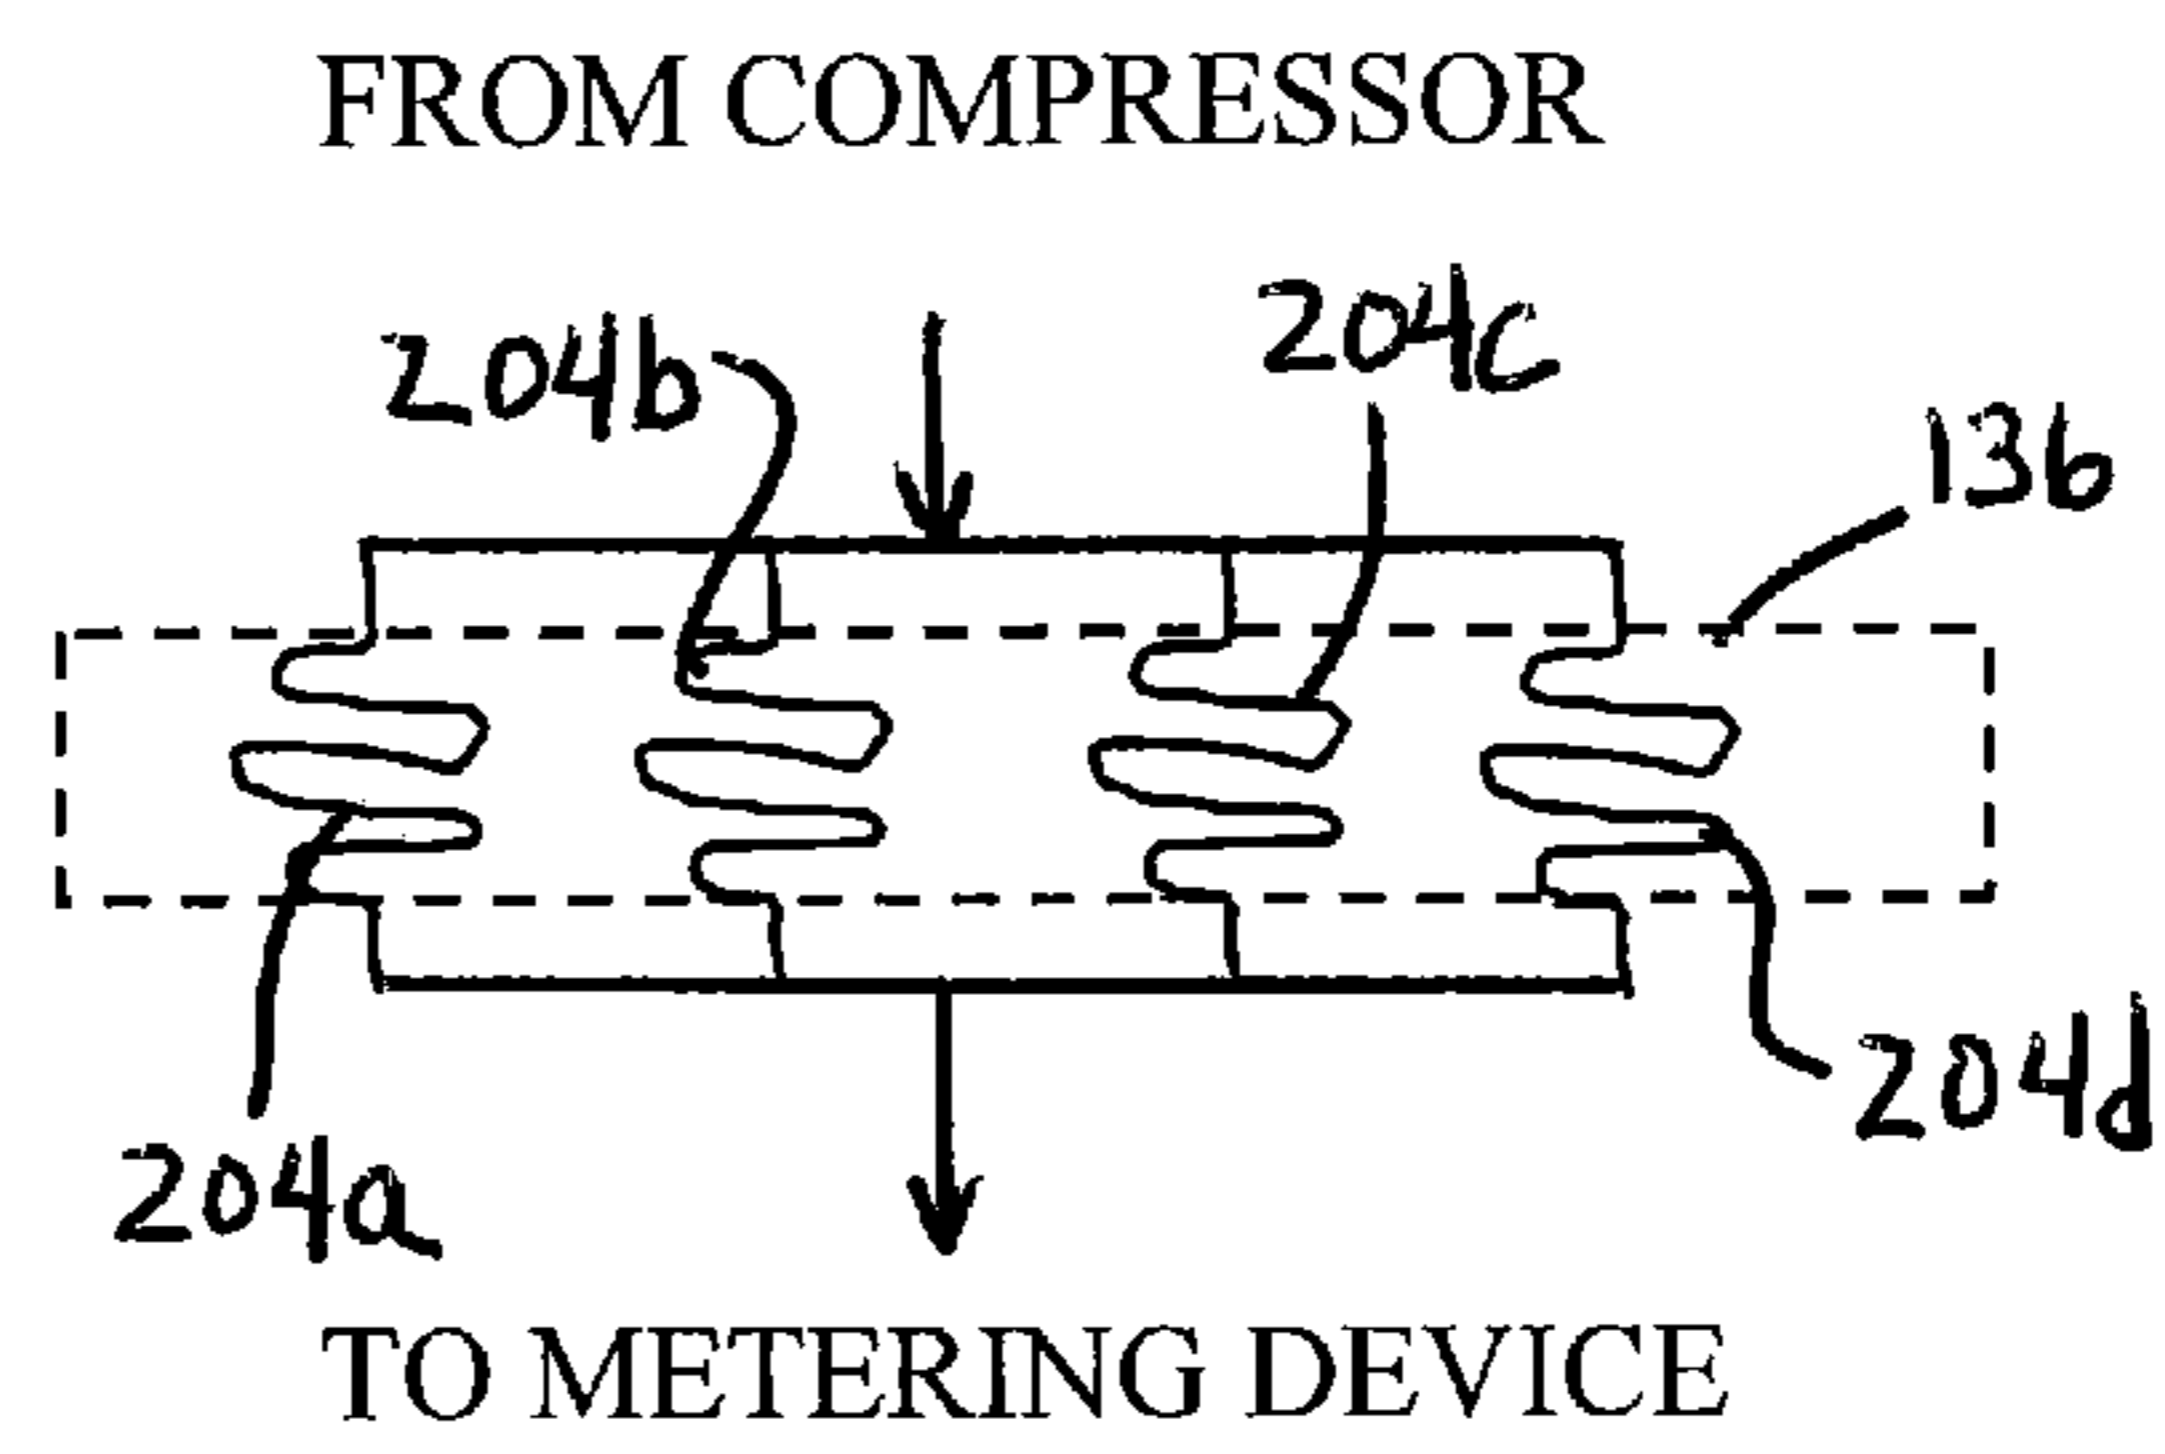 FROM COMPRESSOR
204b
204c
136
204a
204d
TO METERING DEVICE